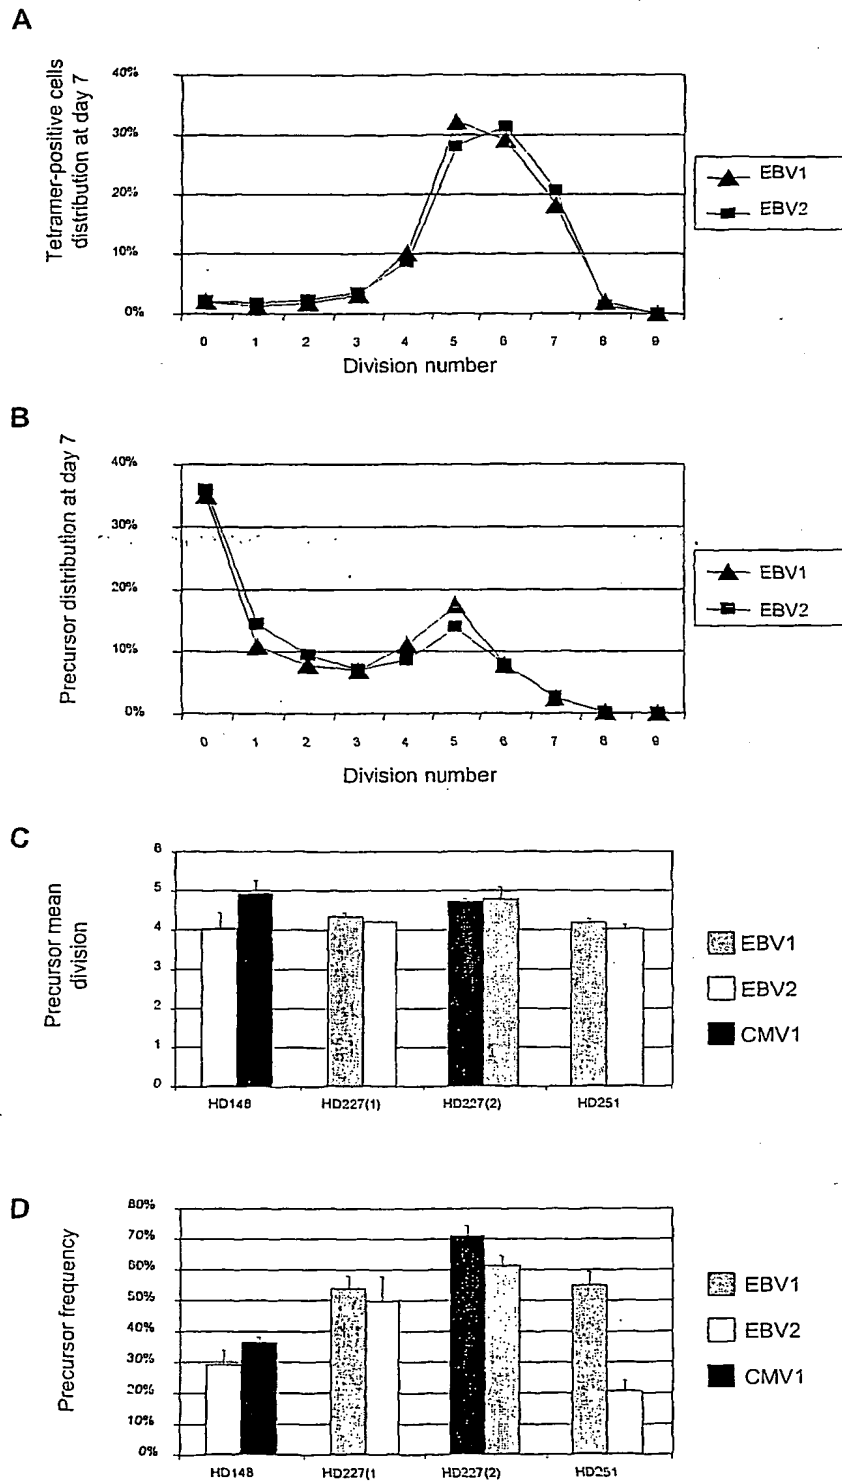 A
Tetramer-positive cells
distribution at day 7
40%
30%
20%
10%
0%
0 1 2 3 4 5 6 7 8 9
Division number
EBV1
EBV2
B
Precursor distribution at day 7
40%
30%
20%
10%
0%
0 1 2 3 4 5 6 7 8 9
Division number
EBV1
EBV2
C
Precursor mean
division
6
5
4
3
2
1
0
HD148 HD227(1) HD227(2) HD251
EBV1
EBV2
CMV1
D
Precursor frequency
80%
70%
60%
50%
40%
30%
20%
10%
0%
HD148 HD227(1 HD227(2) HD251
EBV1
EBV2
CMV1